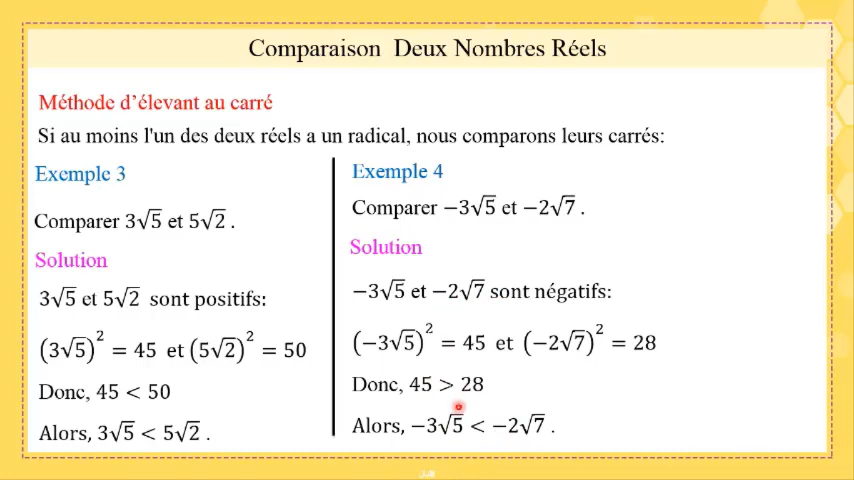 Comparaison Deux Nombres Réels
Méthode d'élevant au carré
Si au moins l'un des deux réels a un radical, nous comparons leurs carrés:
Exemple 3
Comparer 3√5 et 5√2 .
Solution
3√5 et 5√2 sont positifs:
(3√5)² = 45 et (5√2)² = 50
Donc, 45 < 50
Alors, 3√5 < 5√2 .
Exemple 4
Comparer −3√5 et −2√7 .
Solution
−3√5 et −2√7 sont négatifs:
(−3√5)² = 45 et (−2√7)² = 28
Donc, 45 > 28
Alors, −3√5 < −2√7 .